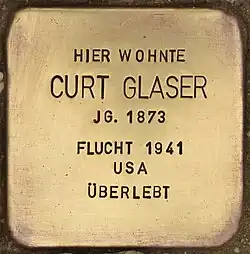 HIER WOHNTE
CURT GLASER
JG. 1873
FLUCHT 1941
USA
ÜBERLEBT